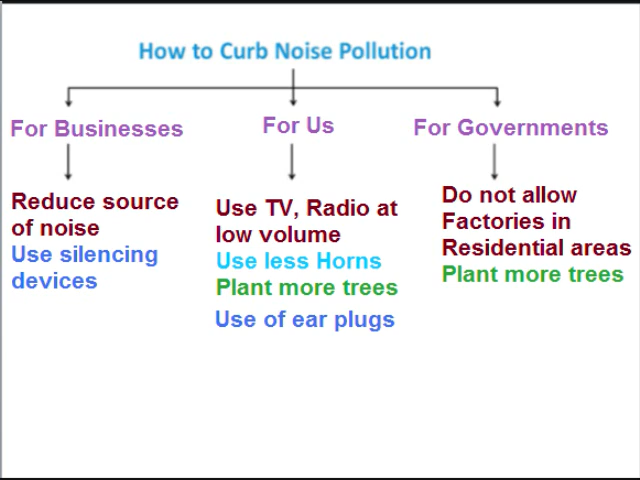 How to Curb Noise Pollution
For Businesses
Reduce source
of noise
Use silencing
devices
For Us
Use TV, Radio at
low volume
Use less Horns
Plant more trees
Use of ear plugs
For Governments
Do not allow
Factories in
Residential areas
Plant more trees